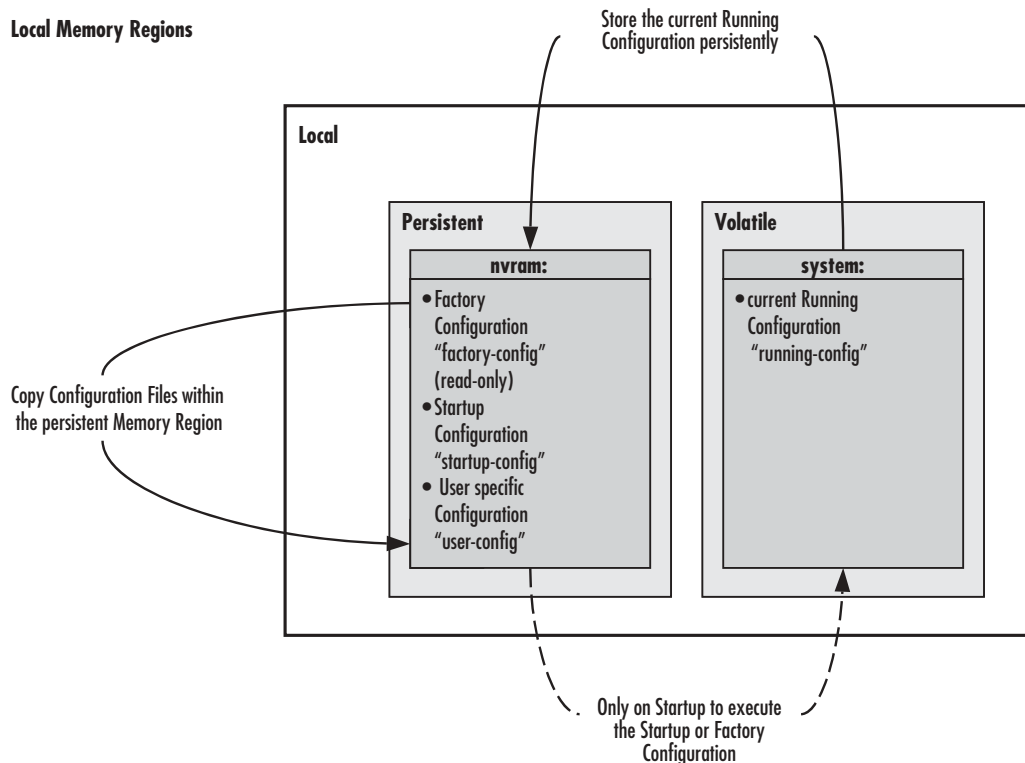 Local Memory Regions
Store the current Running
Configuration persistently
Local
Persistent
nvram:
• Factory
Configuration
“factory-config”
(read-only)
• Startup
Configuration
“startup-config”
• User specific
Configuration
“user-config”
Volatile
system:
• current Running
Configuration
“running-config”
Copy Configuration Files within
the persistent Memory Region
Only on Startup to execute
the Startup or Factory
Configuration